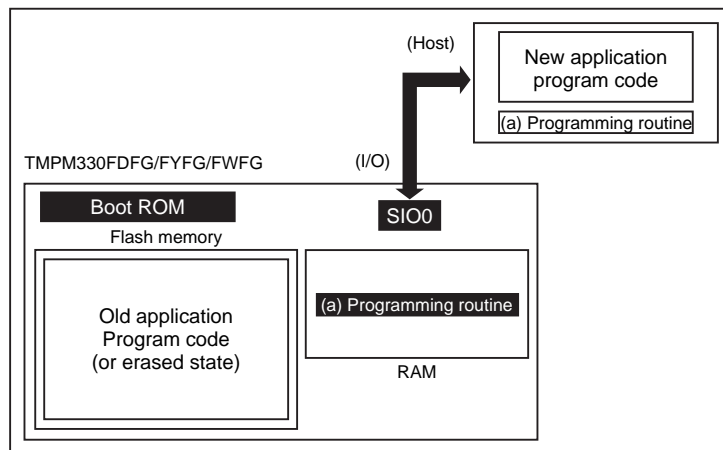 (Host)
New application
program code
(a) Programming routine
TMPM330FDFG/FYFG/FWFG
(I/O)
Boot ROM
SIO0
Flash memory
Old application
Program code
(or erased state)
(a) Programming routine
RAM